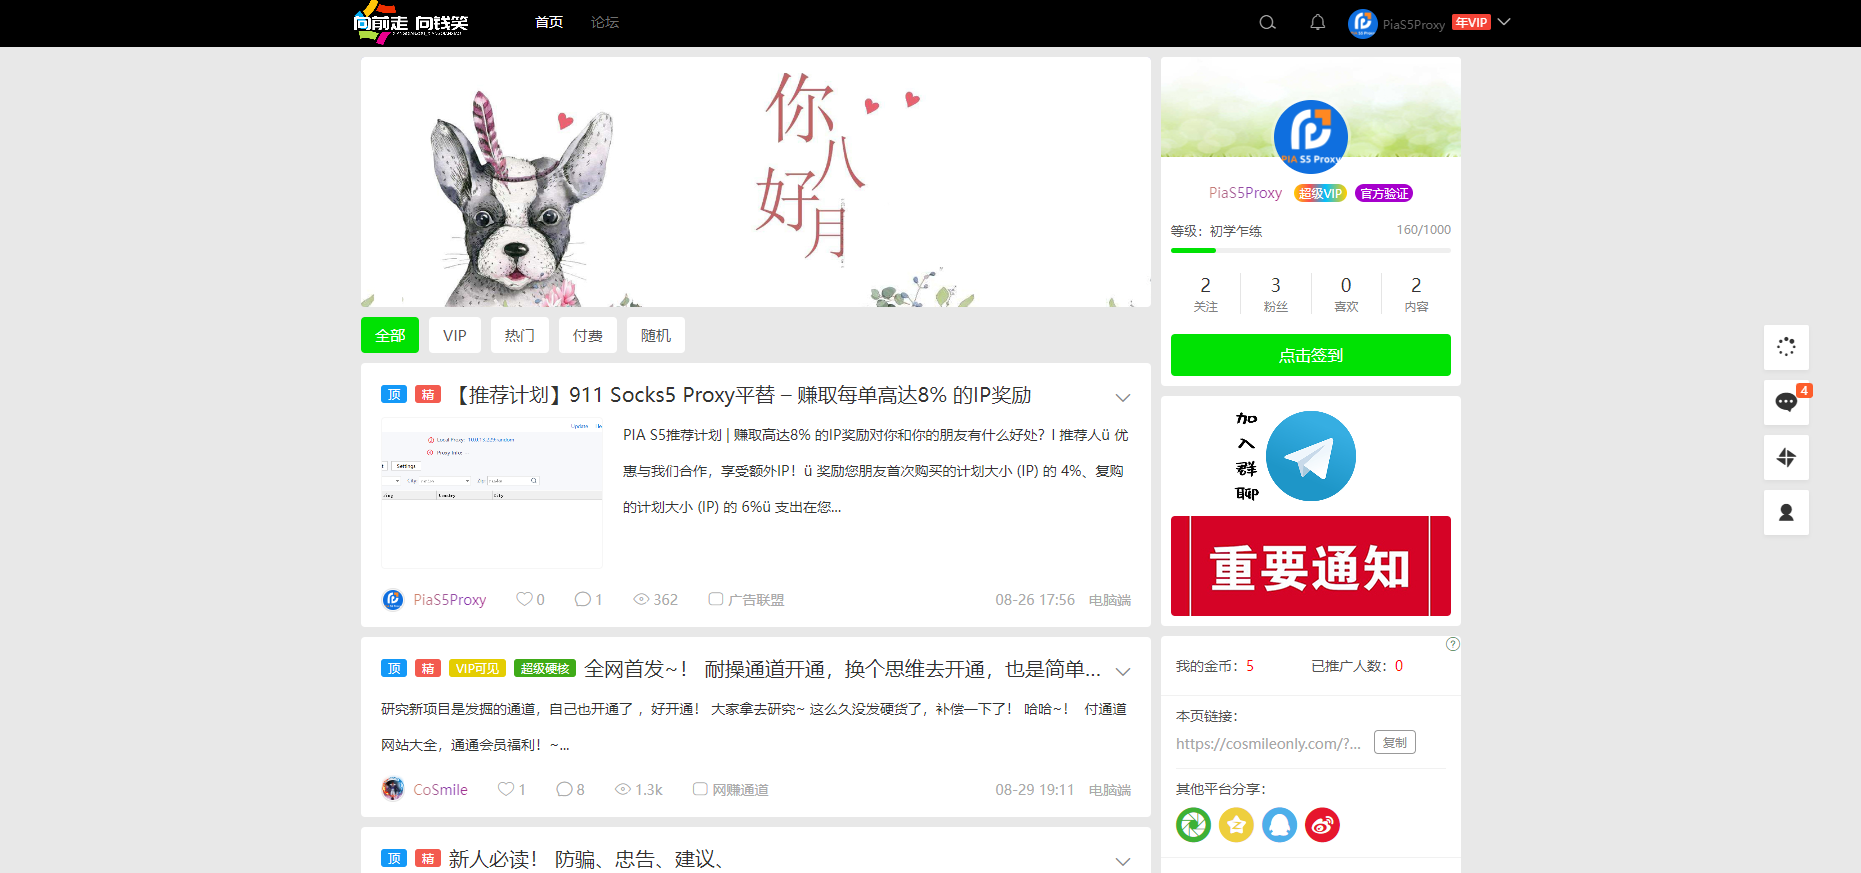 向前走 向钱笑
首页
论坛
PiaS5Proxy
年VIP
你好
八月
全部
VIP
热门
付费
随机
顶 精 【推荐计划】911 Socks5 Proxy平替 – 赚取每单高达8% 的IP奖励
Update
Local Proxy:
Proxy Info:
Settings
City
Zip
Country
City
PIA S5推荐计划 | 赚取高达8% 的IP奖励对你和你的朋友有什么好处？l 推荐人ü 优
惠与我们合作，享受额外IP！ü 奖励您朋友首次购买的计划大小 (IP) 的 4%、复购
的计划大小 (IP) 的 6%ü 支出在您...
PiaS5Proxy 0 1 362 广告联盟 08-26 17:56 电脑端
顶 精 VIP可见 超级硬核 全网首发~！ 耐操通道开通，换个思维去开通，也是简单...
研究新项目是发掘的通道，自己也开通了 ，好开通！ 大家拿去研究~ 这么久没发硬货了，补偿一下了！ 哈哈~！ 付通道
网站大全，通通会员福利！~...
CoSmile 1 8 1.3k 网赚通道 08-29 19:11 电脑端
顶 精 新人必读！ 防骗、忠告、建议、
PIA S5 Proxy
PiaS5Proxy 超级VIP 官方验证
等级：初学乍练 160/1000
2 3 0 2
关注 粉丝 喜欢 内容
点击签到
加入群聊
重要通知
我的金币：5 已推广人数：0
本页链接：
https://cosmileonly.com/?... 复制
其他平台分享：
4